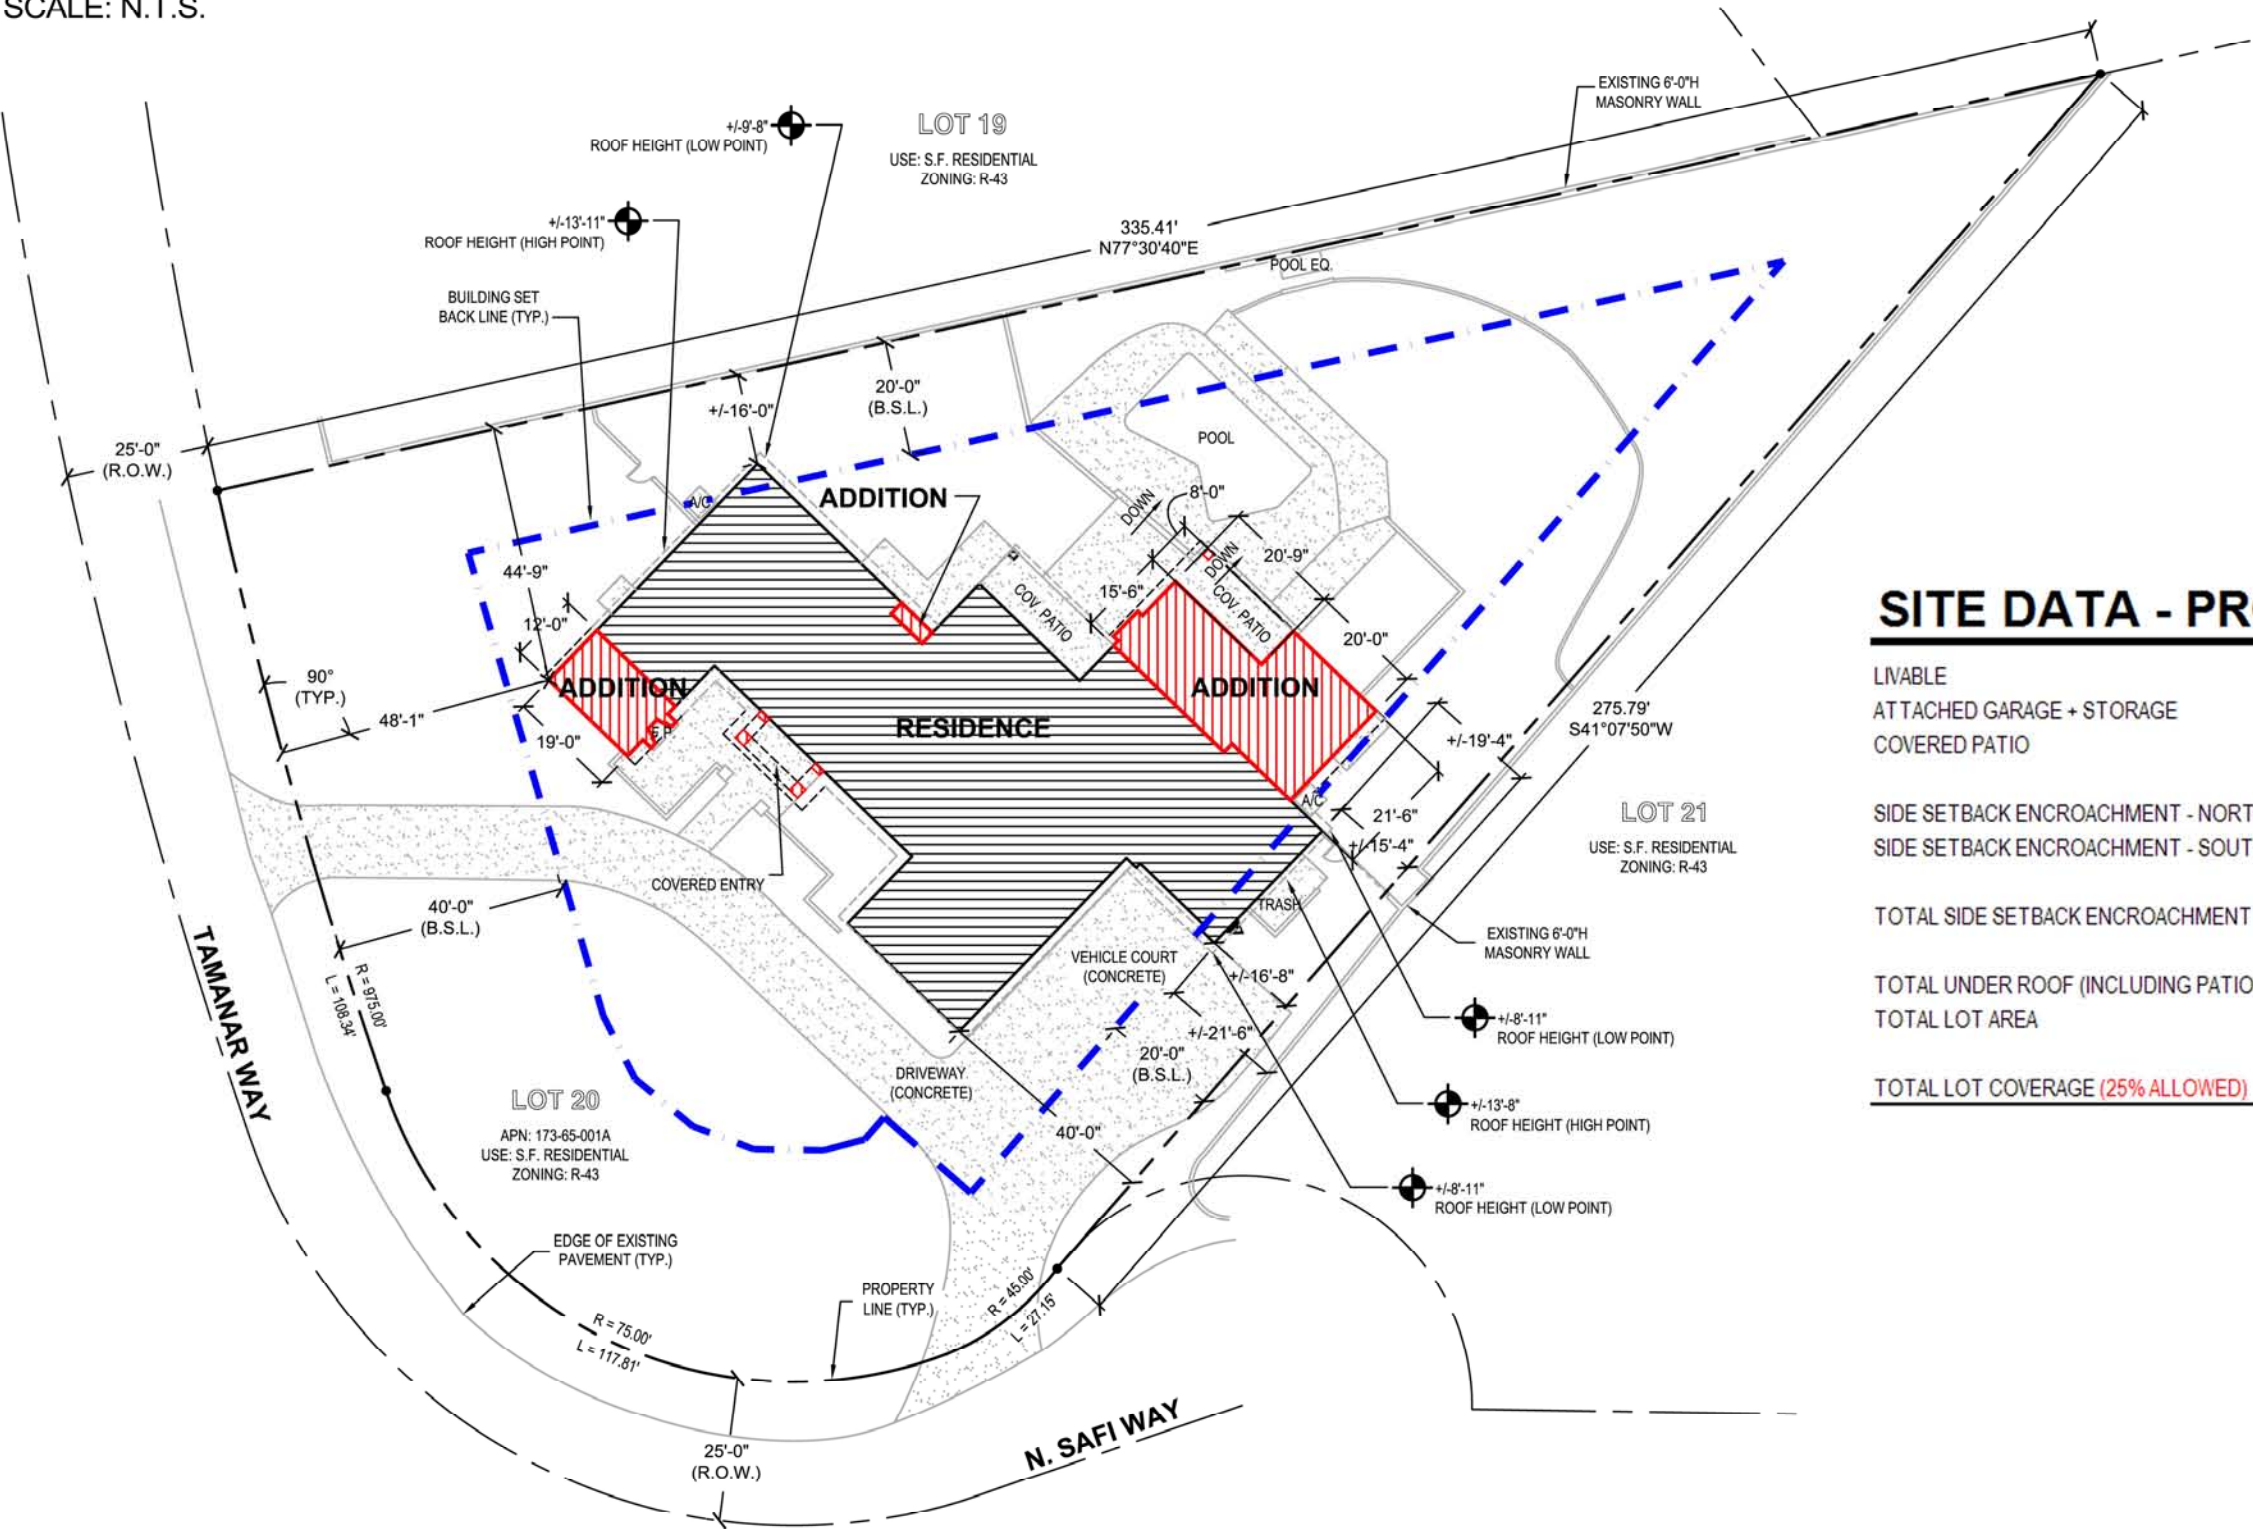 SCALE: N.T.S.
+/-9'-8"
ROOF HEIGHT (LOW POINT)
LOT 19
USE: S.F. RESIDENTIAL
ZONING: R-43
EXISTING 6'-0"H
MASONRY WALL
+/-13'-11"
ROOF HEIGHT (HIGH POINT)
335.41'
N77°30'40"E
POOL EQ.
BUILDING SET
BACK LINE (TYP.)
20'-0"
(B.S.L.)
+/-16'-0"
25'-0"
(R.O.W.)
POOL
A/C
ADDITION
DOWN
8'-0"
DOWN
20'-9"
44'-9"
15'-6"
COV. PATIO
COV. PATIO
12'-0"
20'-0"
90°
(TYP.)
ADDITION
ADDITION
48'-1"
19'-0"
F.P.
RESIDENCE
275.79'
S41°07'50"W
+/-19'-4"
A/C
21'-6"
+/-15'-4"
LOT 21
USE: S.F. RESIDENTIAL
ZONING: R-43
COVERED ENTRY
40'-0"
(B.S.L.)
TRASH
EXISTING 6'-0"H
MASONRY WALL
VEHICLE COURT
(CONCRETE)
+/-16'-8"
TAMANAR WAY
R = 975.00'
L = 108.34'
+/-8'-11"
ROOF HEIGHT (LOW POINT)
+/-21'-6"
20'-0"
(B.S.L.)
DRIVEWAY
(CONCRETE)
LOT 20
APN: 173-65-001A
USE: S.F. RESIDENTIAL
ZONING: R-43
40'-0"
+/-13'-8"
ROOF HEIGHT (HIGH POINT)
+/-8'-11"
ROOF HEIGHT (LOW POINT)
EDGE OF EXISTING
PAVEMENT (TYP.)
PROPERTY
LINE (TYP.)
R = 45.00'
L = 27.15'
R = 75.00'
L = 117.81'
25'-0"
(R.O.W.)
N. SAFI WAY
SITE DATA - PR
LIVABLE
ATTACHED GARAGE + STORAGE
COVERED PATIO
SIDE SETBACK ENCROACHMENT - NORT
SIDE SETBACK ENCROACHMENT - SOUT
TOTAL SIDE SETBACK ENCROACHMENT
TOTAL UNDER ROOF (INCLUDING PATIO
TOTAL LOT AREA
TOTAL LOT COVERAGE (25% ALLOWED)